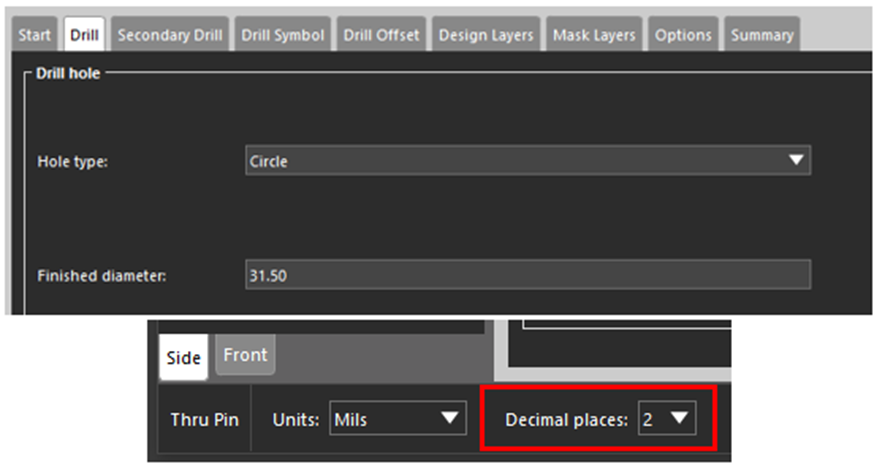 Start Drill Secondary Drill Drill Symbol Drill Offset Design Layers Mask Layers Options Summary
Drill hole
Hole type: Circle
Finished diameter: 31.50
Side Front
Thru Pin Units: Mils Decimal places: 2